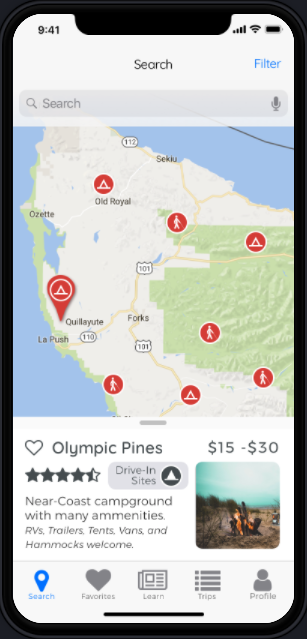 9:41
Search
Filter
Search
112
Sekiu
Old Royal
Ozette
101
Quillayute
Forks
La Push
110
101
Olympic Pines
$15 -$30
Drive-In
Sites
Near-Coast campground
with many ammenities.
RVs, Trailers, Tents, Vans, and
Hammocks welcome.
Search
Favorites
Learn
Trips
Profile